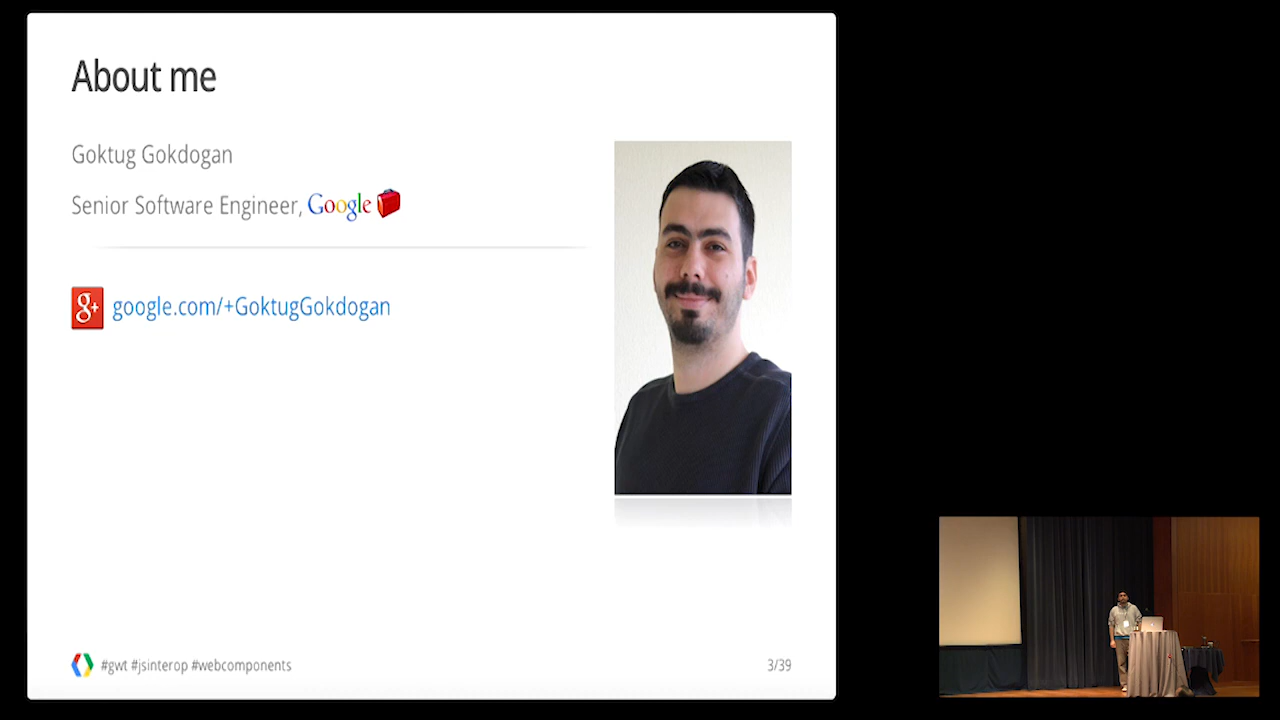 About me
Goktug Gokdogan
Senior Software Engineer, Google
g+ google.com/+GoktugGokdogan
#gwt #jsinterop #webcomponents
3/39